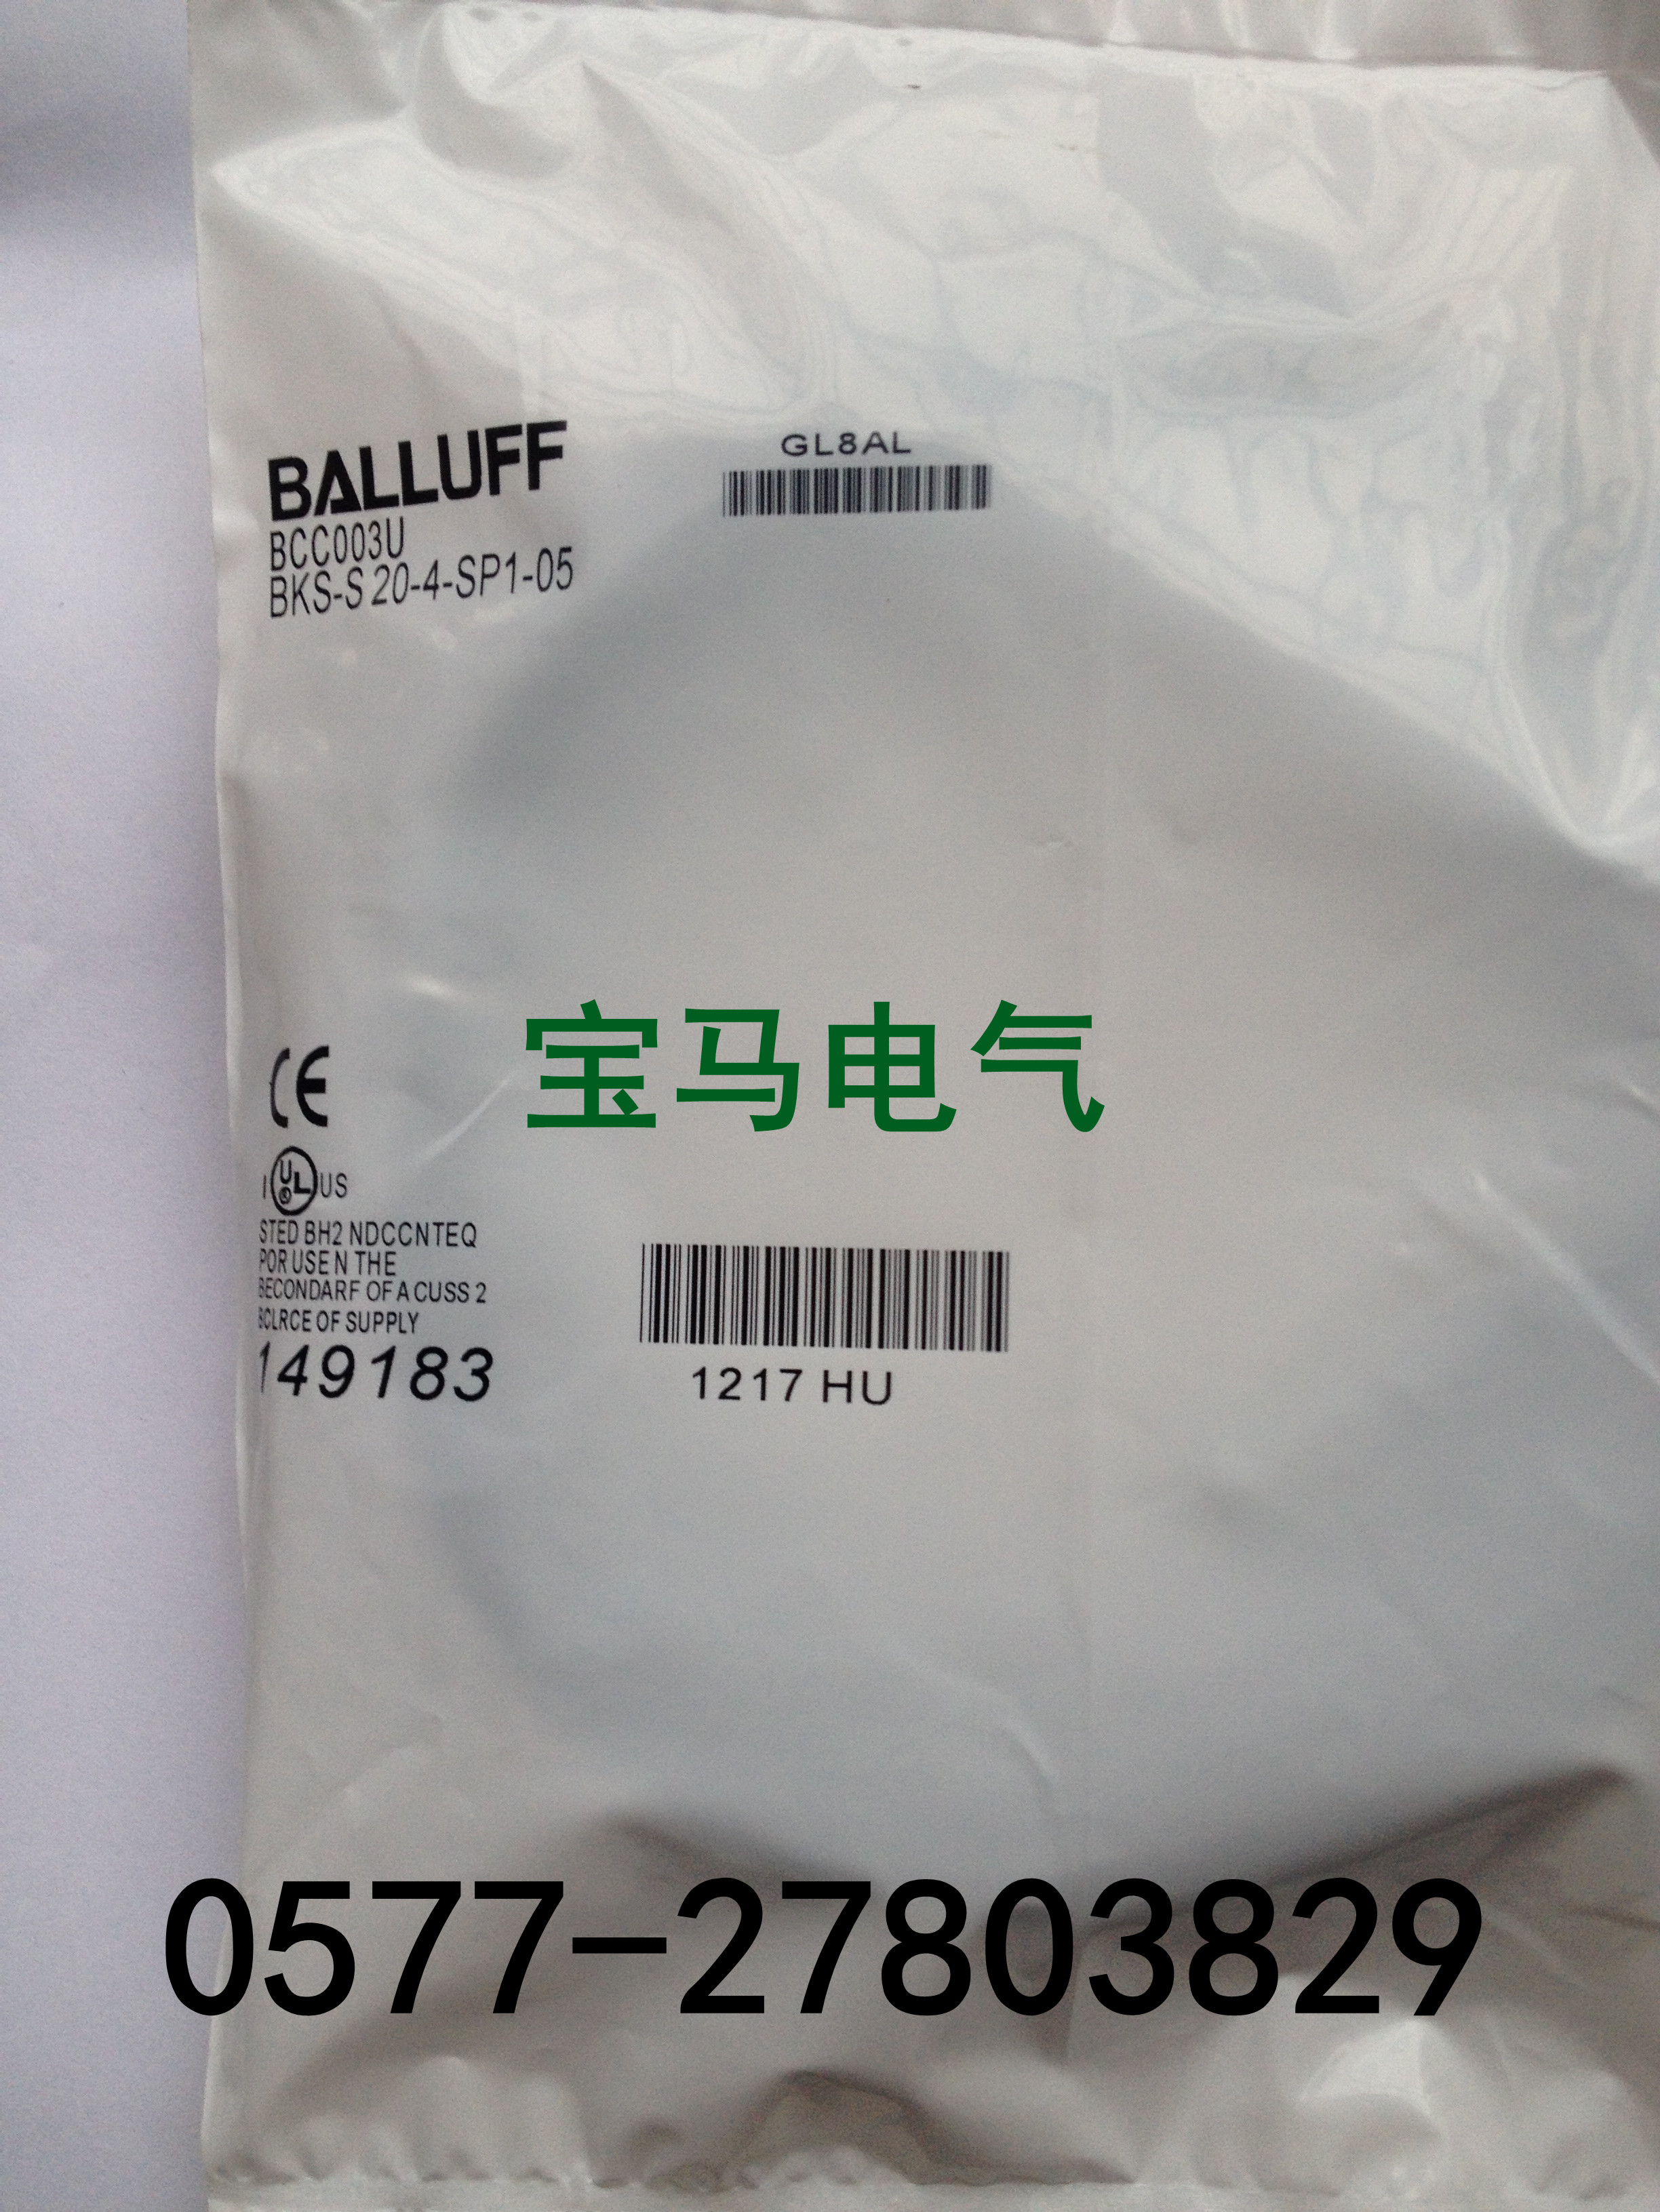 BALLUFF
BCC003U
BKS-S 20-4-SP1-05
GL8AL
宝马电气
CE
UL US
STED BH2 NDCCNTEQ
POR USE N THE
BECONDARF OF A CUSS 2
BCLRCE OF SUPPLY
149183
1217 HU
0577-27803829